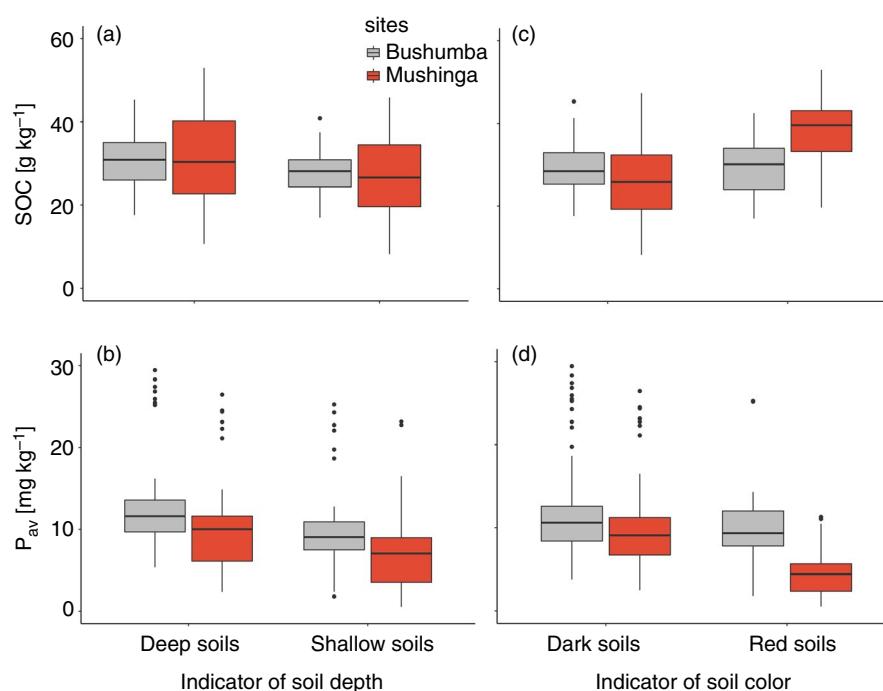 (a)
sites
Bushumba
Mushinga
(c)
SOC [g kg⁻¹]
60
40
20
0
(b)
(d)
P_av [mg kg⁻¹]
30
20
10
0
Deep soils Shallow soils
Dark soils Red soils
Indicator of soil depth
Indicator of soil color